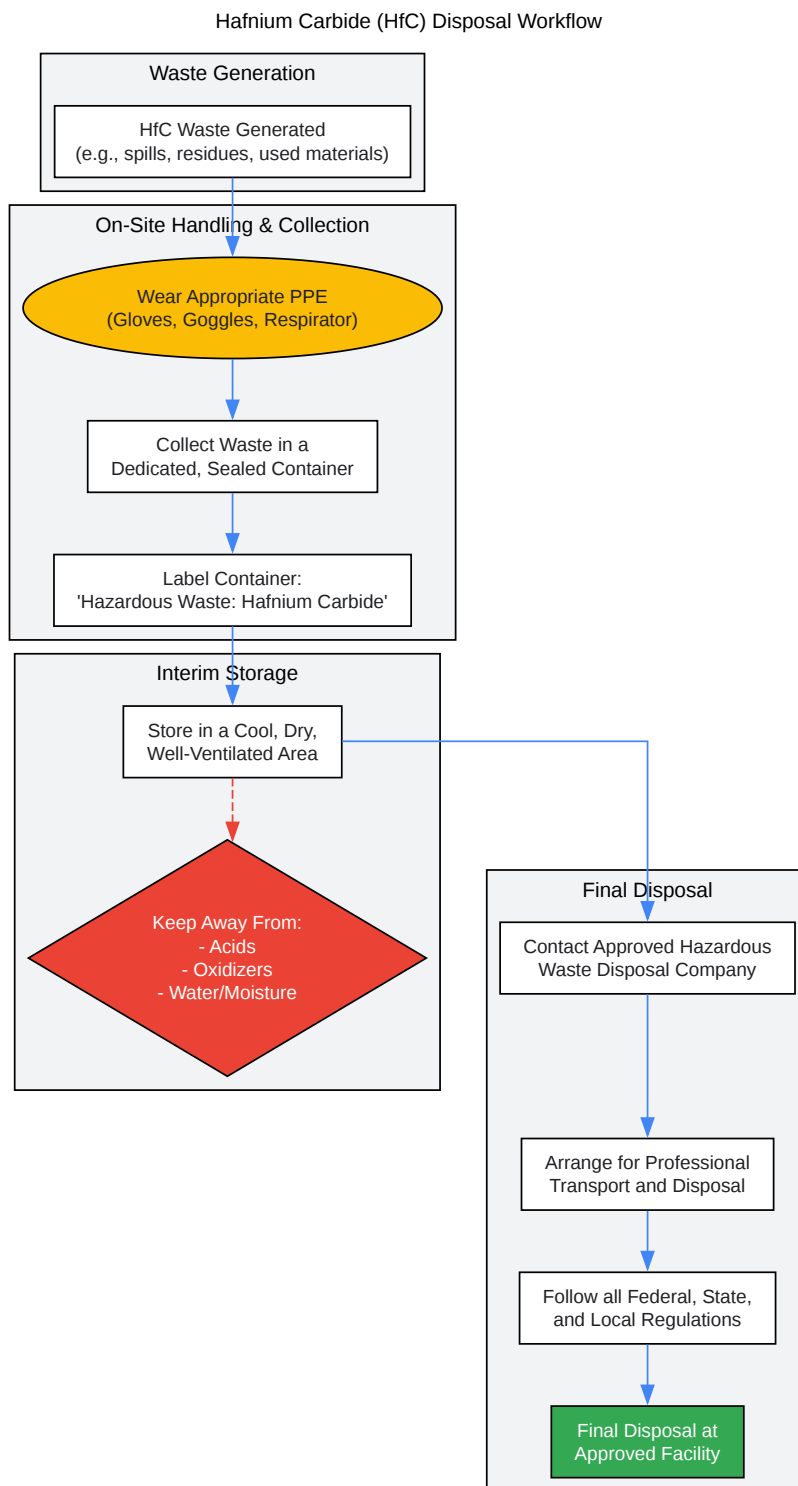 Hafnium Carbide (HfC) Disposal Workflow
Waste Generation
HfC Waste Generated
(e.g., spills, residues, used materials)
On-Site Handling & Collection
Wear Appropriate PPE
(Gloves, Goggles, Respirator)
Collect Waste in a
Dedicated, Sealed Container
Label Container:
'Hazardous Waste: Hafnium Carbide'
Interim Storage
Store in a Cool, Dry,
Well-Ventilated Area
Keep Away From:
- Acids
- Oxidizers
- Water/Moisture
Final Disposal
Contact Approved Hazardous
Waste Disposal Company
Arrange for Professional
Transport and Disposal
Follow all Federal, State,
and Local Regulations
Final Disposal at
Approved Facility